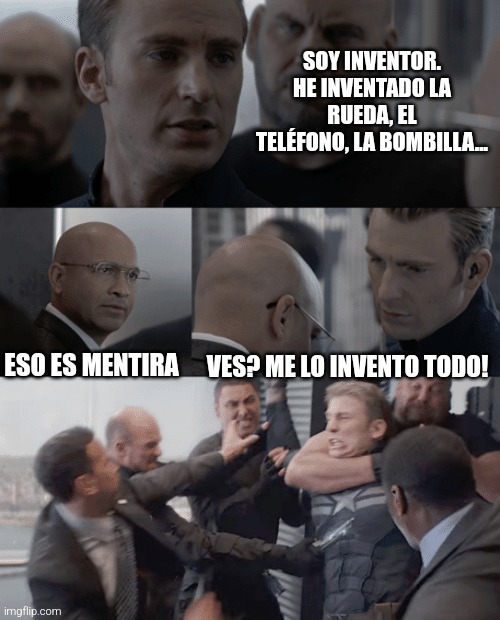 SOY INVENTOR.
HE INVENTADO LA
RUEDA, EL
TELÉFONO, LA BOMBILLA...
ESO ES MENTIRA
VES? ME LO INVENTO TODO!
imgflip.com